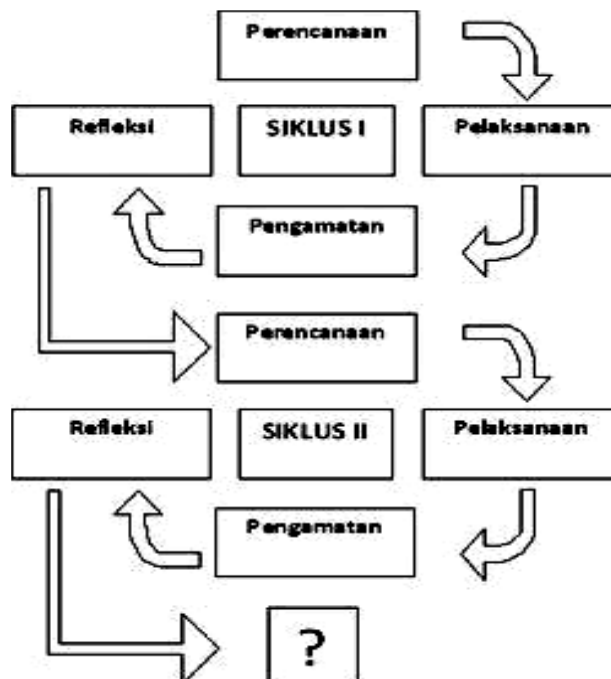 Perencanaan
Refleksi
SIKLUS I
Pelaksanaan
Pengamatan
Perencanaan
Refleksi
SIKLUS II
Pelaksanaan
Pengamatan
?